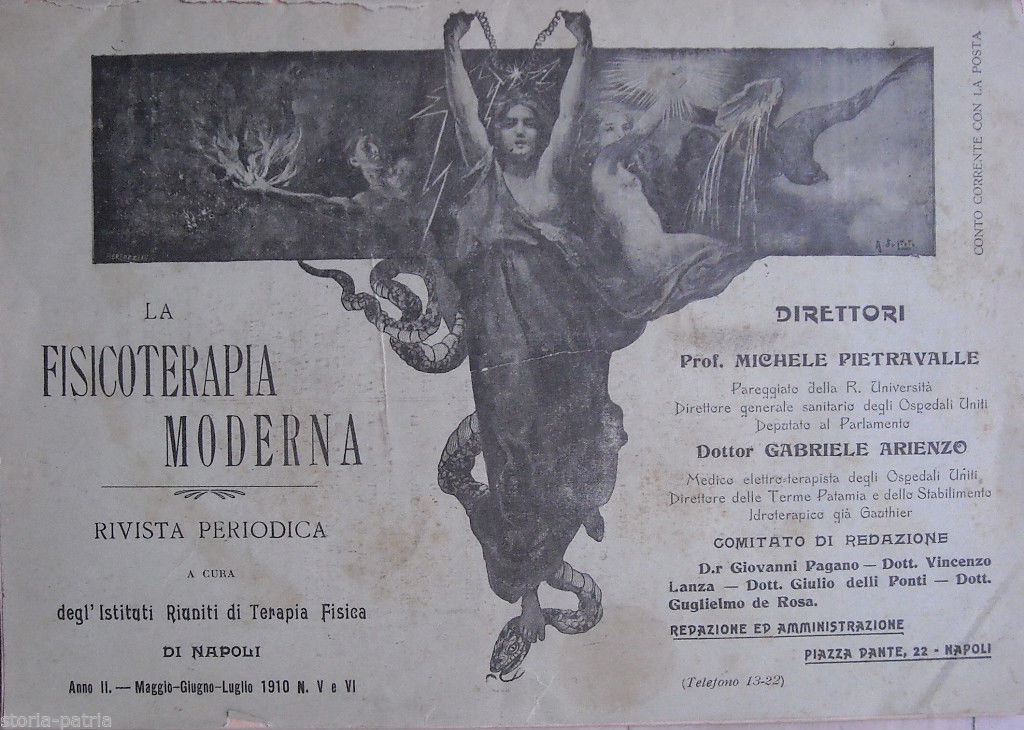 CONTO CORRENTE CON LA POSTA
LA
FISICOTERAPIA
MODERNA
RIVISTA PERIODICA
A CURA
degl' Istituti Riuniti di Terapia Fisica
DI NAPOLI
Anno II. — Maggio-Giugno-Luglio 1910 N. V e VI
DIRETTORI
Prof. MICHELE PIETRAVALLE
Pareggiato della R. Università
Direttore generale sanitario degli Ospedali Uniti
Deputato al Parlamento
Dottor GABRIELE ARIENZO
Medico elettro-terapista degli Ospedali Uniti
Direttore delle Terme Patamia e dello Stabilimento
Idroterapico già Gauthier
COMITATO DI REDAZIONE
D.r Giovanni Pagano — Dott. Vincenzo
Lanza — Dott. Giulio delli Ponti — Dott.
Guglielmo de Rosa.
REDAZIONE ED AMMINISTRAZIONE
PIAZZA DANTE, 22 - NAPOLI
(Telefono 13-22)
storia-patria